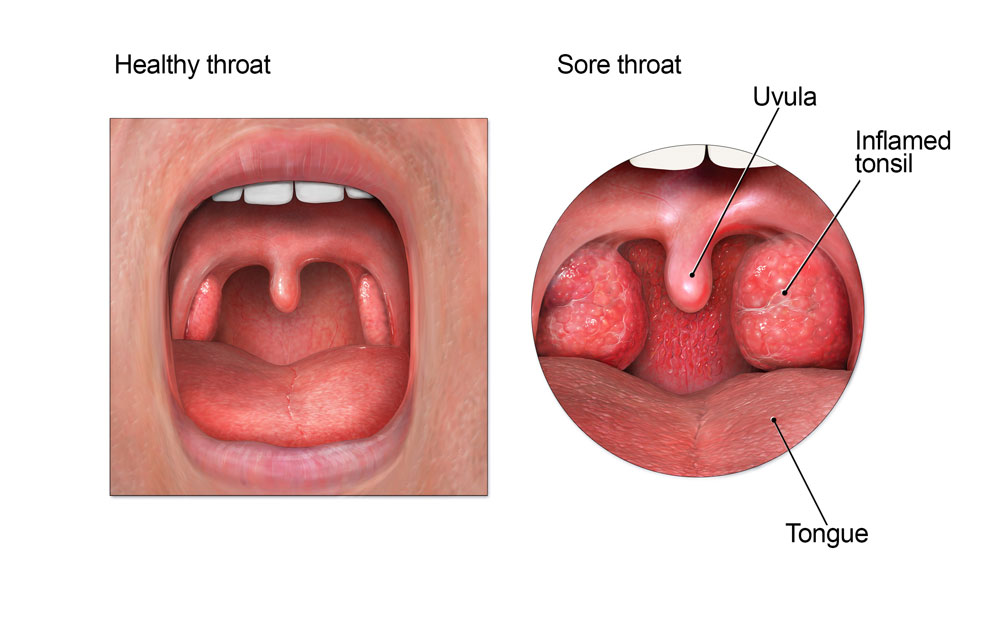 Healthy throat
Sore throat
Uvula
Inflamed
tonsil
Tongue